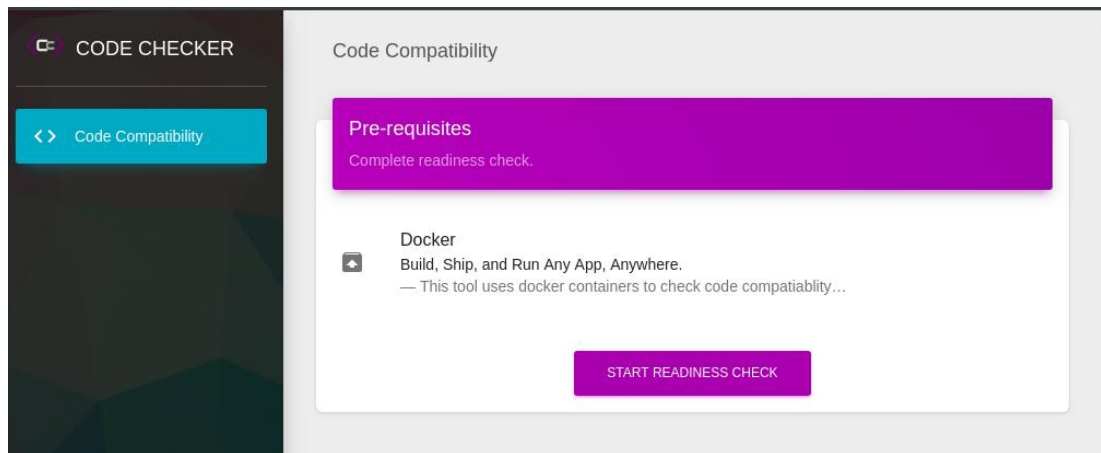 CODE CHECKER
Code Compatibility
Code Compatibility
Pre-requisites
Complete readiness check.
Docker
Build, Ship, and Run Any App, Anywhere.
— This tool uses docker containers to check code compatiablity…
START READINESS CHECK